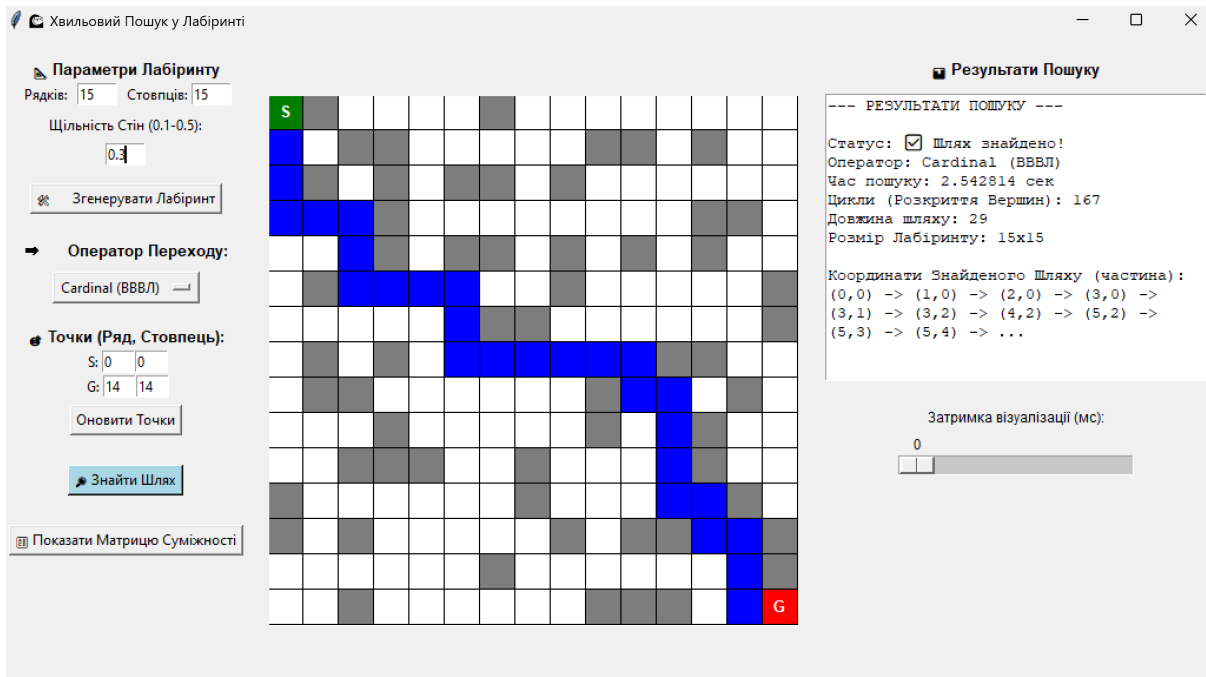 Хвильовий Пошук у Лабіринті
Параметри Лабіринту
Рядків: 15 Стовпців: 15
Щільність Стін (0.1-0.5):
0.3
Згенерувати Лабіринт
Оператор Переходу:
Cardinal (ВВВЛ)
Точки (Ряд, Стовпець):
S: 0 0
G: 14 14
Оновити Точки
Знайти Шлях
Показати Матрицю Суміжності
S
G
Результати Пошуку
--- РЕЗУЛЬТАТИ ПОШУКУ ---
Статус: ☑ Шлях знайдено!
Оператор: Cardinal (ВВВЛ)
Час пошуку: 2.542814 сек
Цикли (Розкриття Вершин): 167
Довжина шляху: 29
Розмір Лабіринту: 15x15
Координати Знайденого Шляху (частина):
(0,0) -> (1,0) -> (2,0) -> (3,0) ->
(3,1) -> (3,2) -> (4,2) -> (5,2) ->
(5,3) -> (5,4) -> ...
Затримка візуалізації (мс):
0